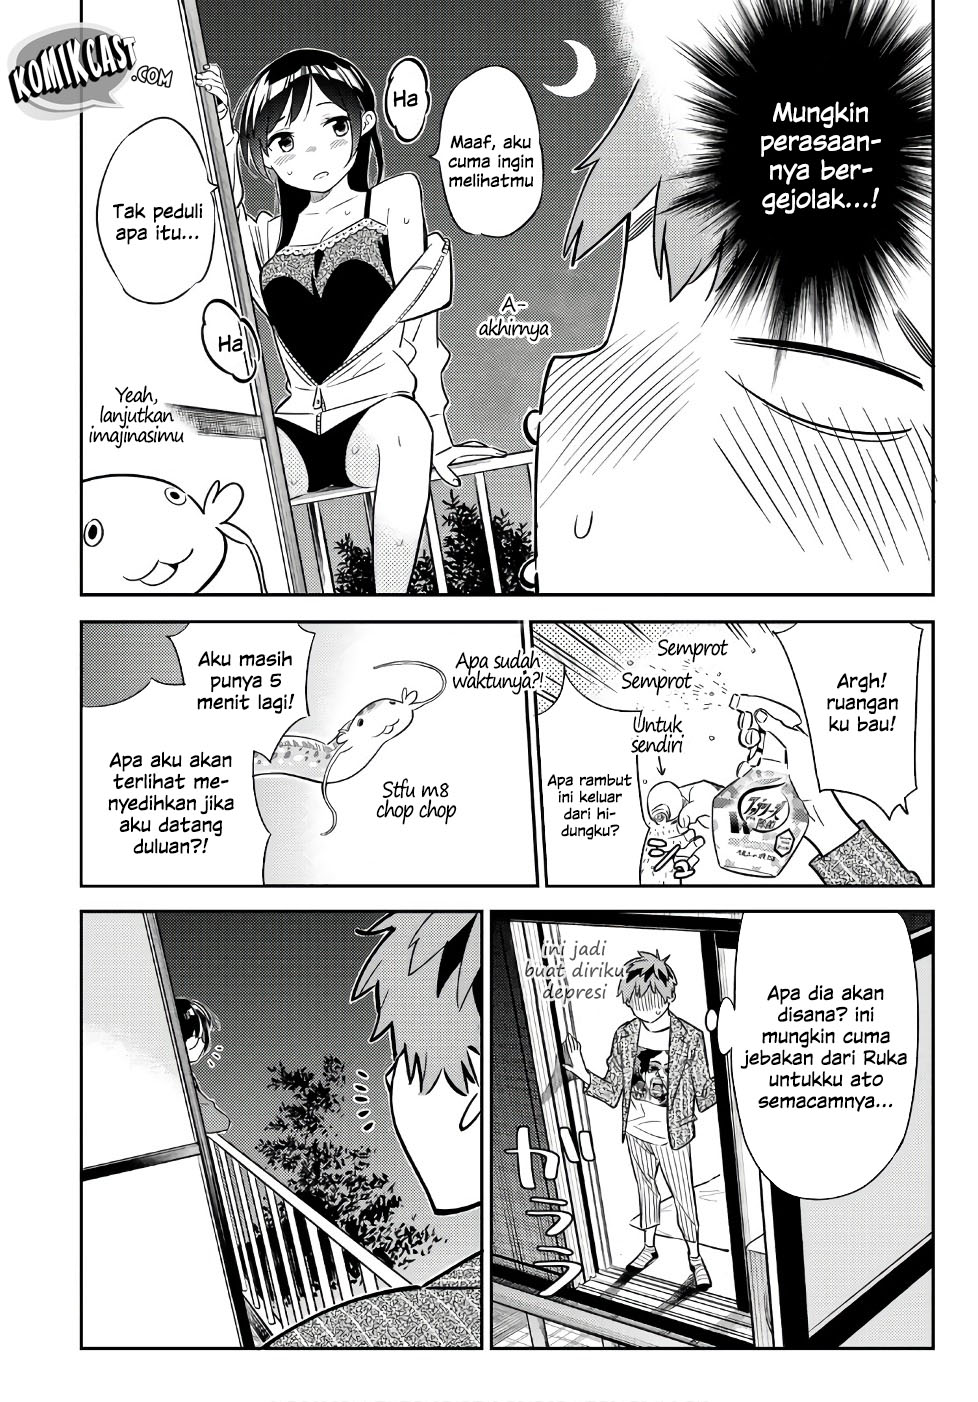 KOMIKCAST
.COM
Mungkin
perasaan-
nya ber-
gejolak...!
Ha
Maaf, aku
cuma ingin
melihatmu
Tak peduli
apa itu...
A-
akhirnya
Ha
Yeah,
lanjutkan
imajinasimu
Argh!
ruangan
ku bau!
Semprot
Semprot
Untuk
sendiri
Apa rambut
ini keluar
dari hi-
dungku?
Apa sudah
waktunya?!
Aku masih
punya 5
menit lagi!
Stfu m8
chop chop
Apa aku akan
terlihat me-
nyedihkan jika
aku datang
duluan?!
Apa dia akan
disana? ini
mungkin cuma
jebakan dari Ruka
untukku ato
semacamnya...
ini jadi
buat diriku
depresi
ガララ